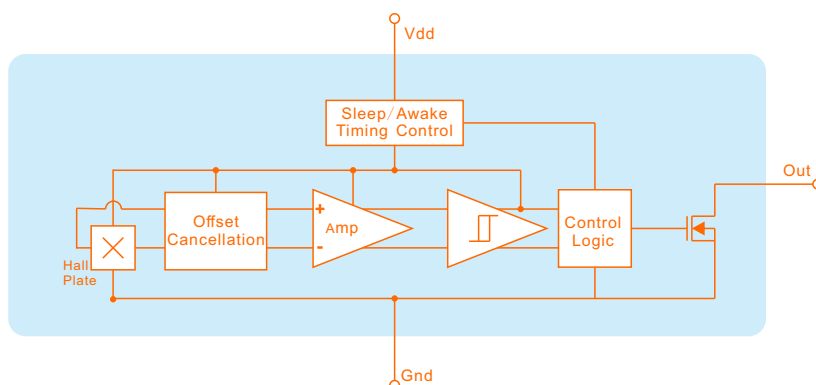 Vdd
Sleep/Awake
Timing Control
Out
Offset
Cancellation
+
-
Amp
Control
Logic
Hall
Plate
Gnd